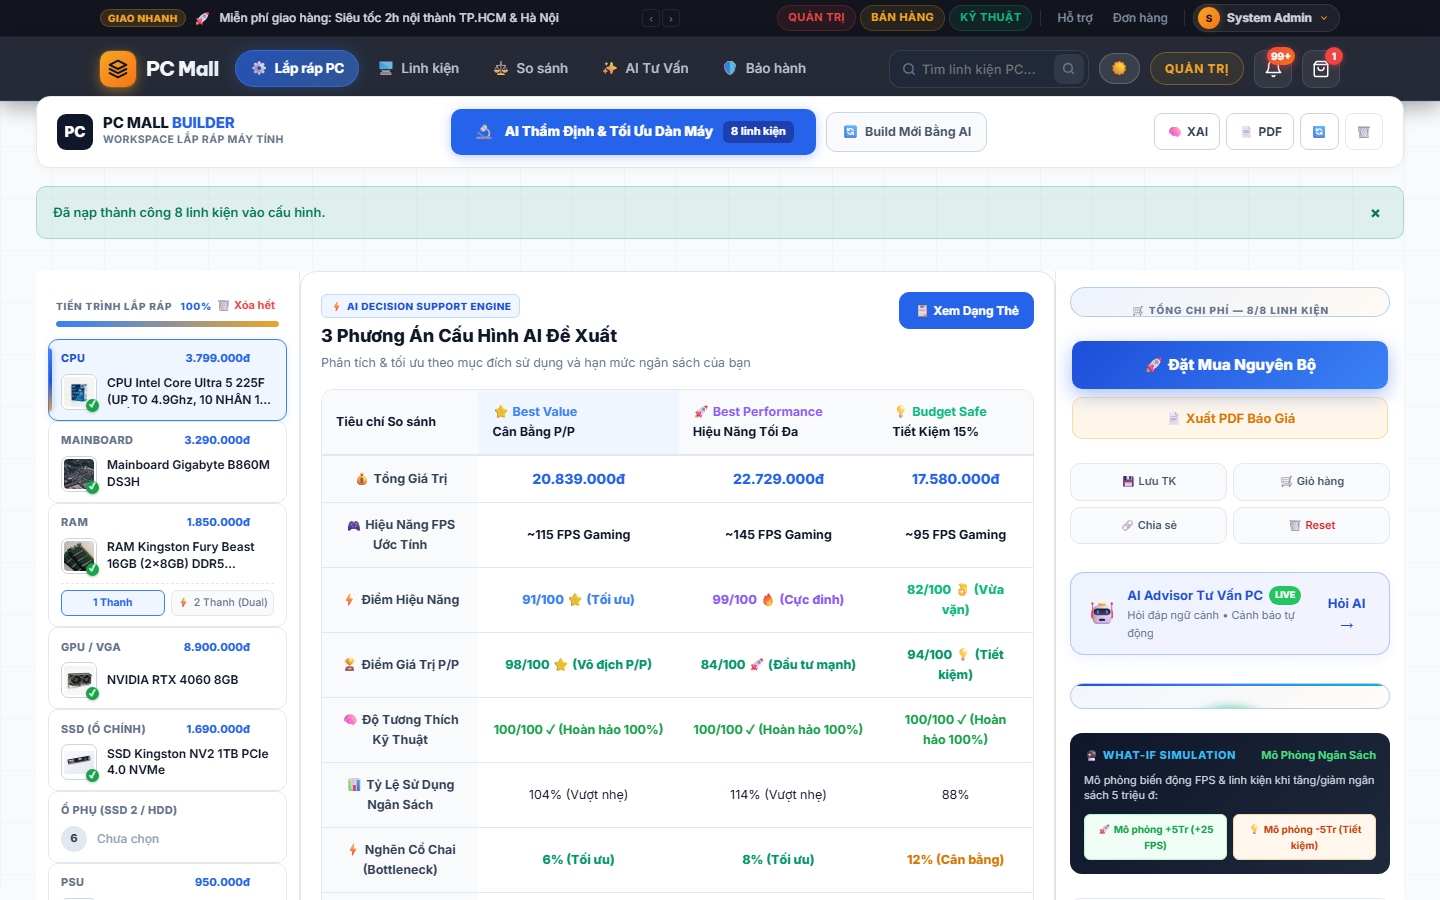 GIAO NHANH 🚀 Miễn phí giao hàng: Siêu tốc 2h nội thành TP.HCM & Hà Nội
QUẢN TRỊ BÁN HÀNG KỸ THUẬT Hỗ trợ Đơn hàng S System Admin
PC Mall Lắp ráp PC Linh kiện So sánh AI Tư Vấn Bảo hành
Tìm linh kiện PC... QUẢN TRỊ 99+ 1
PC PC MALL BUILDER
WORKSPACE LẮP RÁP MÁY TÍNH
AI Thẩm Định & Tối Ưu Dàn Máy 8 linh kiện
Build Mới Bằng AI
XAI PDF
Đã nạp thành công 8 linh kiện vào cấu hình. ×
TIẾN TRÌNH LẮP RÁP 100% Xóa hết
CPU 3.799.000đ
CPU Intel Core Ultra 5 225F
(UP TO 4.9Ghz, 10 NHÂN 1...
MAINBOARD 3.290.000đ
Mainboard Gigabyte B860M
DS3H
RAM 1.850.000đ
RAM Kingston Fury Beast
16GB (2x8GB) DDR5...
1 Thanh 2 Thanh (Dual)
GPU / VGA 8.900.000đ
NVIDIA RTX 4060 8GB
SSD (Ổ CHÍNH) 1.690.000đ
SSD Kingston NV2 1TB PCIe
4.0 NVMe
Ổ PHỤ (SSD 2 / HDD)
6 Chưa chọn
PSU 950.000đ
AI DECISION SUPPORT ENGINE
3 Phương Án Cấu Hình AI Đề Xuất
Phân tích & tối ưu theo mục đích sử dụng và hạn mức ngân sách của bạn
Xem Dạng Thẻ
Tiêu chí So sánh
⭐ Best Value
Cân Bằng P/P
🚀 Best Performance
Hiệu Năng Tối Đa
💡 Budget Safe
Tiết Kiệm 15%
💰 Tổng Giá Trị 20.839.000đ 22.729.000đ 17.580.000đ
🎮 Hiệu Năng FPS
Ước Tính
~115 FPS Gaming ~145 FPS Gaming ~95 FPS Gaming
⚡ Điểm Hiệu Năng 91/100 ⭐ (Tối ưu) 99/100 🔥 (Cực đỉnh)
82/100 👌 (Vừa
vặn)
🏆 Điểm Giá Trị P/P 98/100 ⭐ (Vô địch P/P) 84/100 🚀 (Đầu tư mạnh)
94/100 💡 (Tiết
kiệm)
🧠 Độ Tương Thích
Kỹ Thuật
100/100 ✓ (Hoàn hảo 100%) 100/100 ✓ (Hoàn hảo 100%)
100/100 ✓ (Hoàn
hảo 100%)
📊 Tỷ Lệ Sử Dụng
Ngân Sách
104% (Vượt nhẹ) 114% (Vượt nhẹ) 88%
⚡ Nghẽn Cổ Chai
(Bottleneck)
6% (Tối ưu) 8% (Tối ưu) 12% (Cân bằng)
🛒 TỔNG CHI PHÍ — 8/8 LINH KIỆN
🚀 Đặt Mua Nguyên Bộ
Xuất PDF Báo Giá
Lưu TK Giỏ hàng
Chia sẻ Reset
AI Advisor Tư Vấn PC LIVE
Hỏi đáp ngữ cảnh • Cảnh báo tự
động
Hỏi AI
→
WHAT-IF SIMULATION Mô Phỏng Ngân Sách
Mô phỏng biến động FPS & linh kiện khi tăng/giảm ngân
sách 5 triệu đ:
🚀 Mô phỏng +5Tr (+25
FPS)
💡 Mô phỏng -5Tr (Tiết
kiệm)